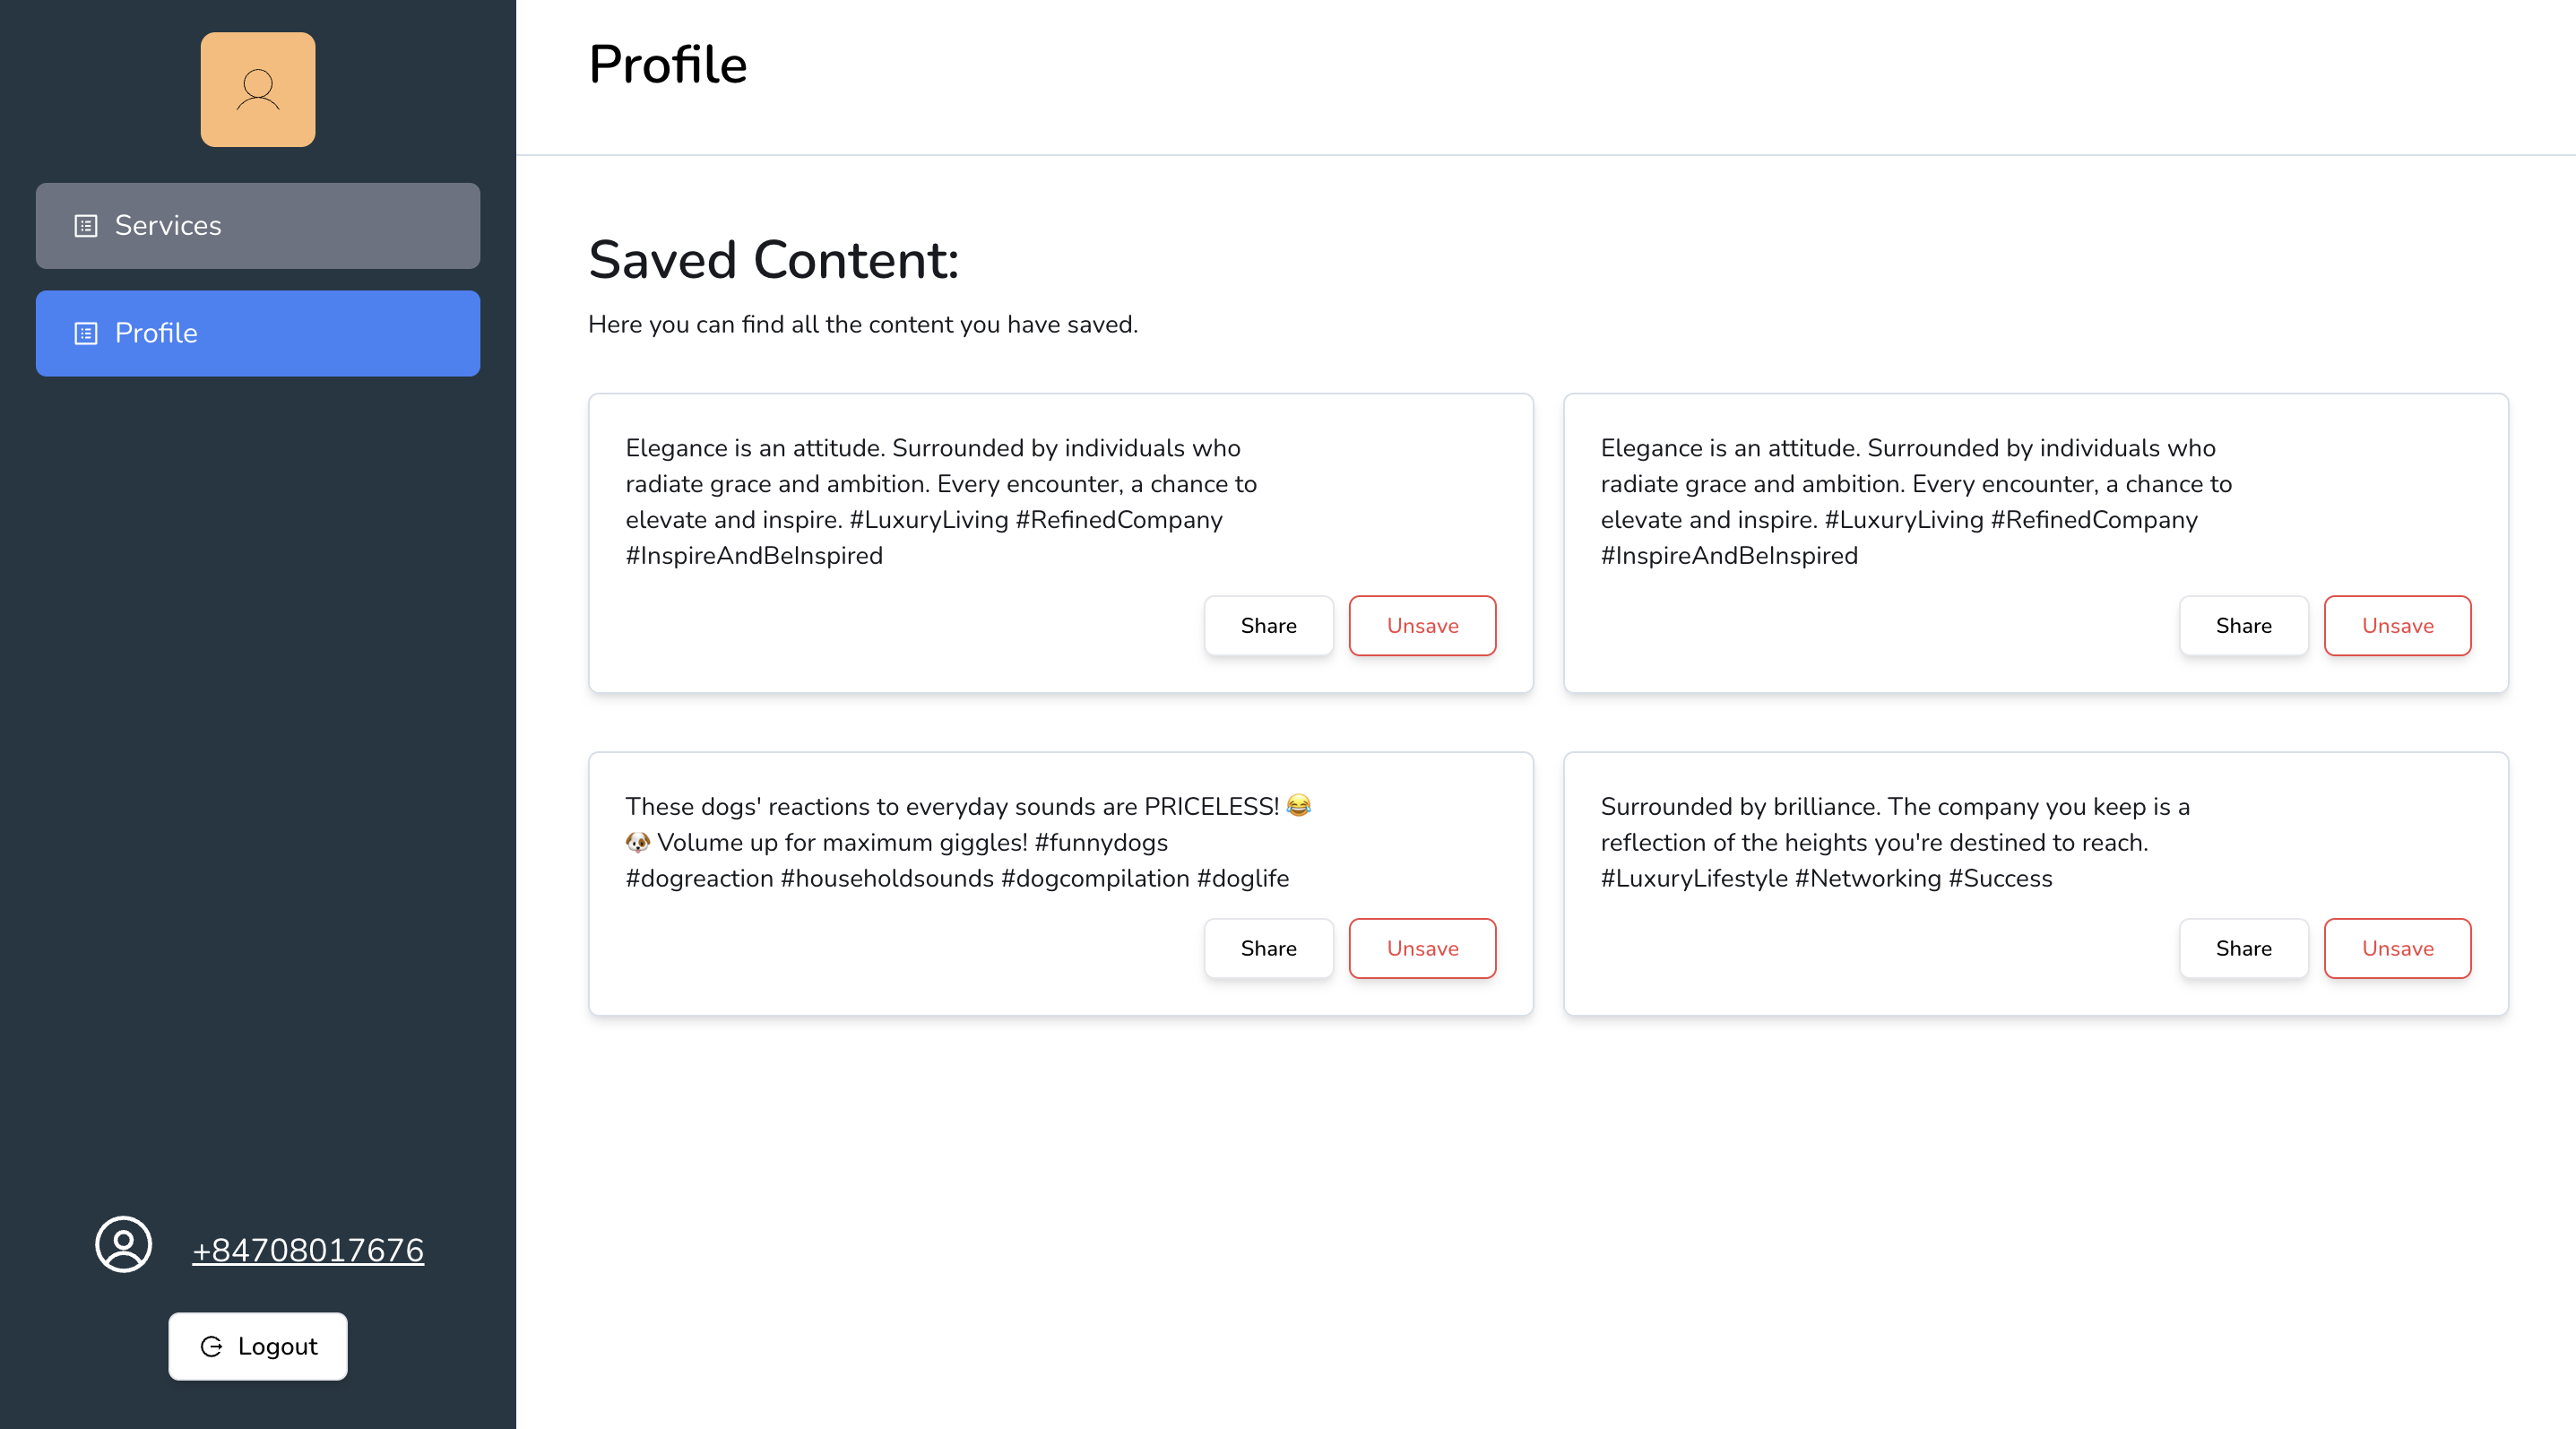 Services
Profile
+84708017676
Logout
Profile
Saved Content:
Here you can find all the content you have saved.
Elegance is an attitude. Surrounded by individuals who
radiate grace and ambition. Every encounter, a chance to
elevate and inspire. #LuxuryLiving #RefinedCompany
#InspireAndBeInspired
Share Unsave
Elegance is an attitude. Surrounded by individuals who
radiate grace and ambition. Every encounter, a chance to
elevate and inspire. #LuxuryLiving #RefinedCompany
#InspireAndBeInspired
Share Unsave
These dogs' reactions to everyday sounds are PRICELESS! 😂
🐶 Volume up for maximum giggles! #funnydogs
#dogreaction #householdsounds #dogcompilation #doglife
Share Unsave
Surrounded by brilliance. The company you keep is a
reflection of the heights you're destined to reach.
#LuxuryLifestyle #Networking #Success
Share Unsave